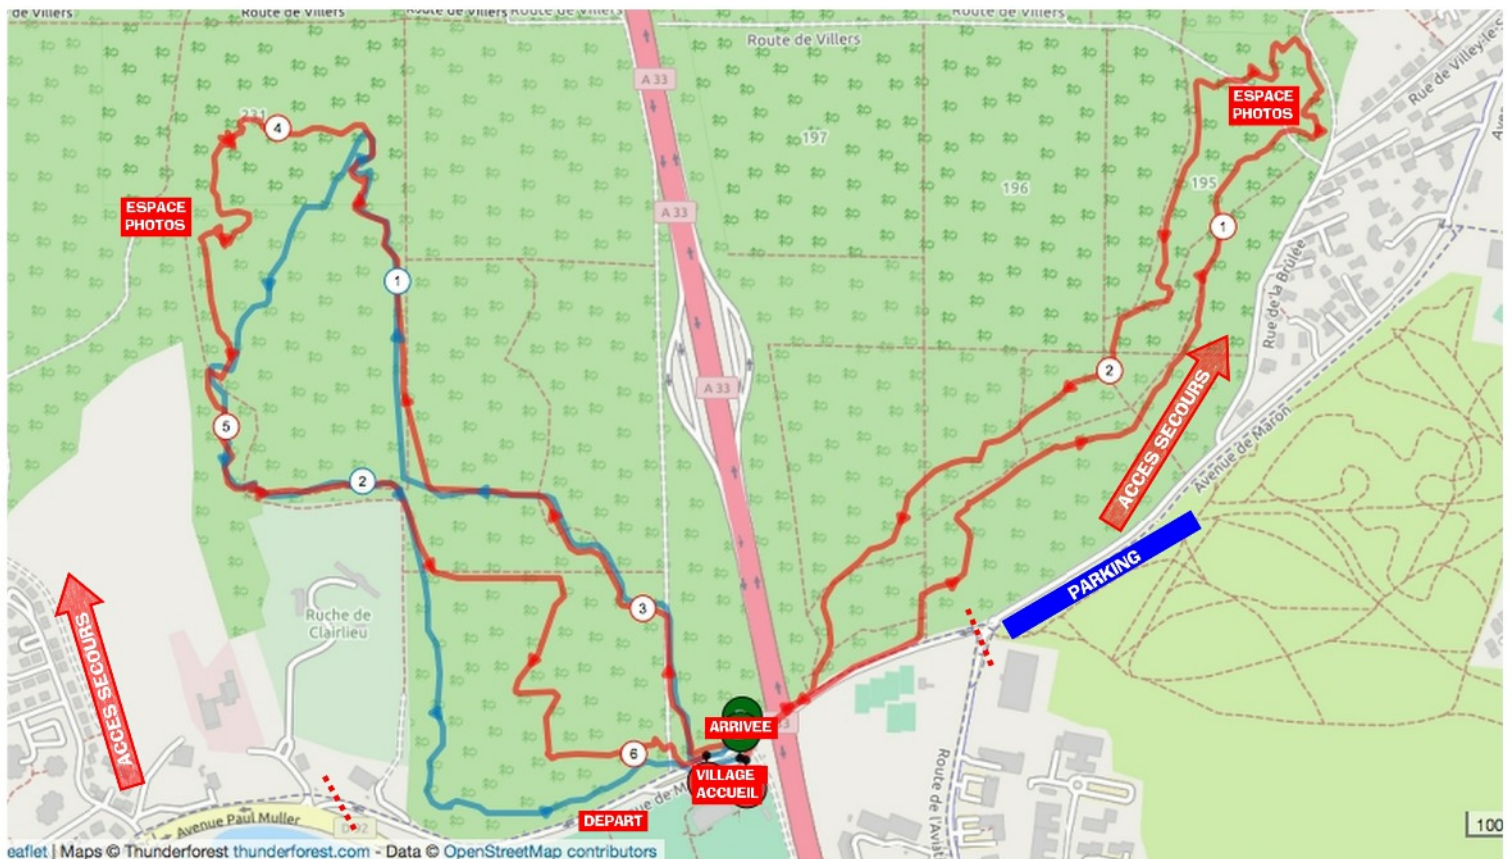 de Villers
Route de Villers
Route de Villers
Route de Villers
Route de Villers
Route de Villers
A 33
Rue de Villey-le-S
ESPACE
PHOTOS
231
4
197
196
195
ESPACE
PHOTOS
A 33
1
1
Rue de la Brûlée
2
A 33
ACCES SECOURS
Avenue de Maron
5
2
PARKING
Ruche de
Clairlieu
3
ACCES SECOURS
ARRIVEE
6
VILLAGE
ACCUEIL
DEPART
Route de l'Aviat
Avenue Paul Muller
D 92
100
eaflet | Maps © Thunderforest thunderforest.com - Data © OpenStreetMap contributors